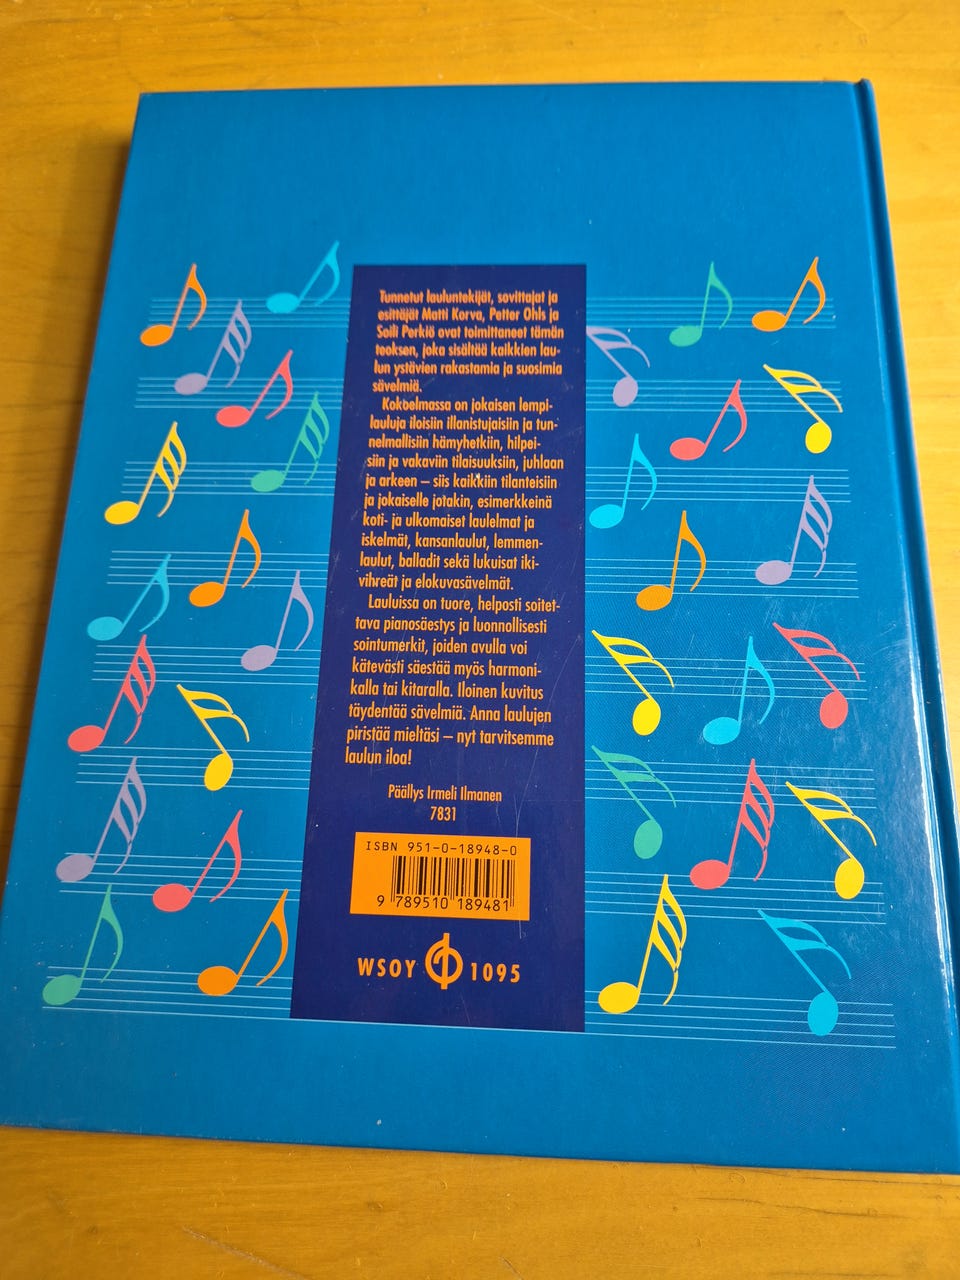 Tunnetut lauluntekijät, sovittajat ja
esittäjät Matti Korva, Petter Ohls ja
Soili Perkiö ovat toimittaneet tämän
teoksen, joka sisältää kaikkien lau-
lun ystävien rakastamia ja suosimia
sävelmiä.
Kokoelmassa on jokaisen lempi-
lauluja iloisiin illanistujaisiin ja tun-
nelmallisiin hämyhetkiin, hilpei-
siin ja vakaviin tilaisuuksiin, juhlaan
ja arkeen – siis kaikkiin tilanteisiin
ja jokaiselle jotakin, esimerkkeinä
koti- ja ulkomaiset laulelmat ja
iskelmät, kansanlaulut, lemmen-
laulut, balladit sekä lukuisat iki-
vihreät ja elokuvasävelmät.
Lauluissa on tuore, helposti soitet-
tava pianosäestys ja luonnollisesti
sointumerkit, joiden avulla voi
kätevästi säestää myös harmoni-
kalla tai kitaralla. Iloinen kuvitus
täydentää sävelmiä. Anna laulujen
piristää mieltäsi – nyt tarvitsemme
laulun iloa!
Päällys Irmeli Ilmanen
7831
ISBN 951-0-18948-0
9 789510 189481
WSOY 1095